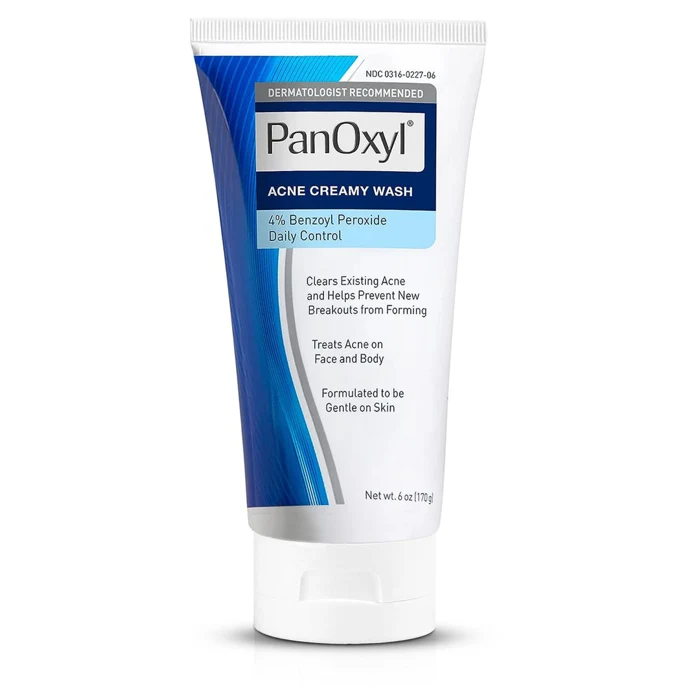 NDC 0316-0227-06
DERMATOLOGIST RECOMMENDED
PanOxyl®
ACNE CREAMY WASH
4% Benzoyl Peroxide
Daily Control
Clears Existing Acne
and Helps Prevent New
Breakouts from Forming
Treats Acne on
Face and Body
Formulated to be
Gentle on Skin
Net wt. 6 oz (170 g)